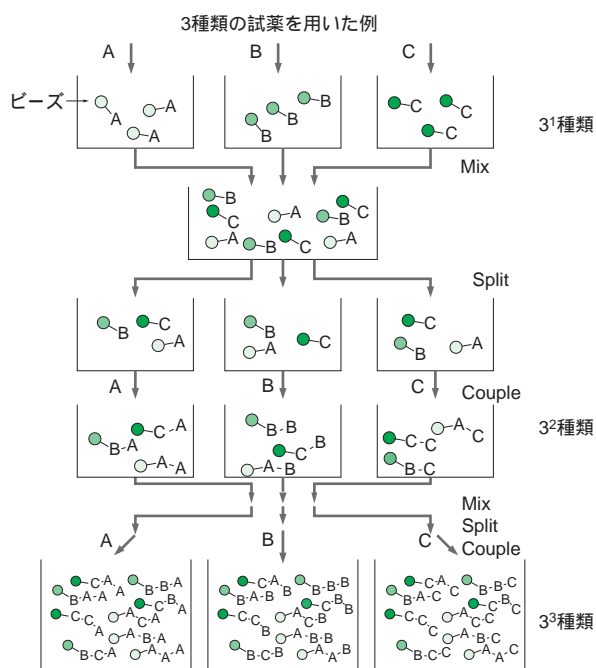 3種類の試薬を用いた例
A B C
ビーズ
A A A
B B B
C C C
3¹種類
Mix
B C A B C
A B C A
Split
B C A
B A C
C B A
A B C
Couple
C-A B-A A-A
B-B C-B A-B
A-C C-C B-C
3²種類
Mix
Split
Couple
A B C
C-A-A B-B-A
B-A-A C-B-A
C-C-A A-C-A
A-B-A
B-C-A A-A-A
C-A-B B-B-B
B-A-B C-B-B
C-C-B A-C-B
A-B-B
B-C-B A-A-B
C-A-C B-B-C
B-A-C C-B-C
C-C-C A-C-C
A-B-C
B-C-C A-A-C
3³種類